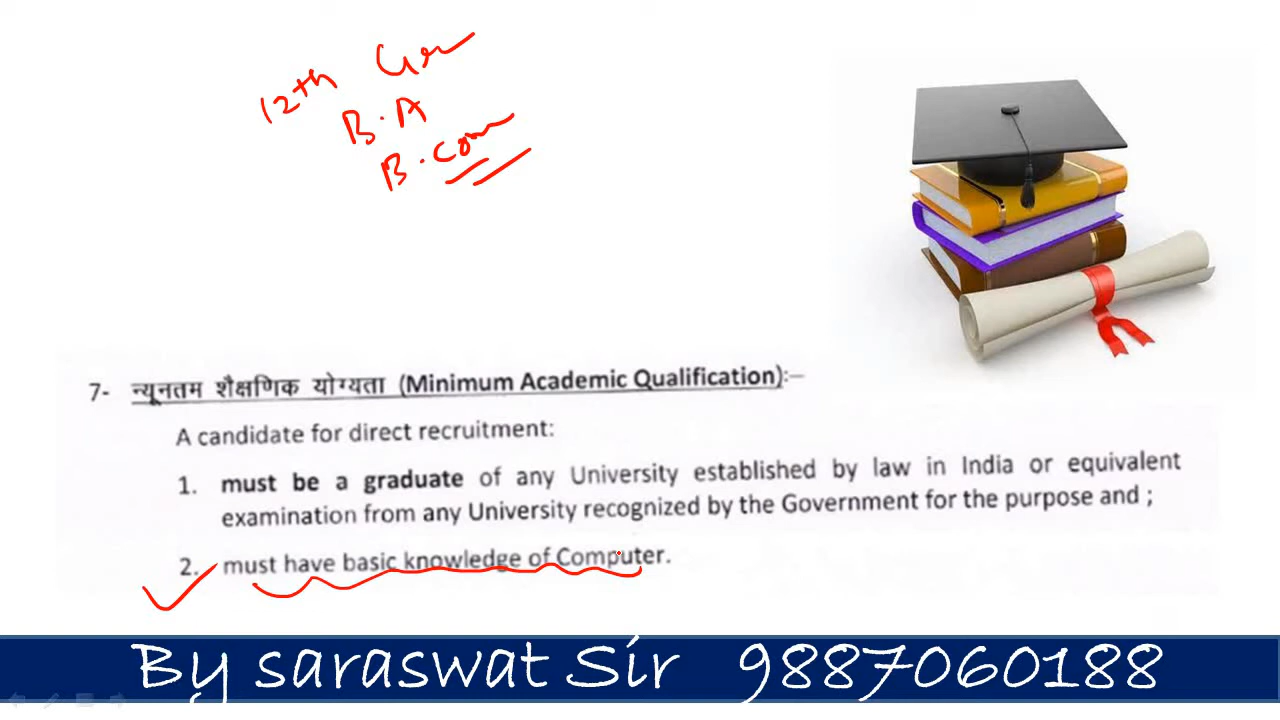 12th
B.A
B.Com
7- न्यूनतम शैक्षणिक योग्यता (Minimum Academic Qualification):–
A candidate for direct recruitment:
1. must be a graduate of any University established by law in India or equivalent
examination from any University recognized by the Government for the purpose and ;
2. must have basic knowledge of Computer.
By saraswat Sir 9887060188